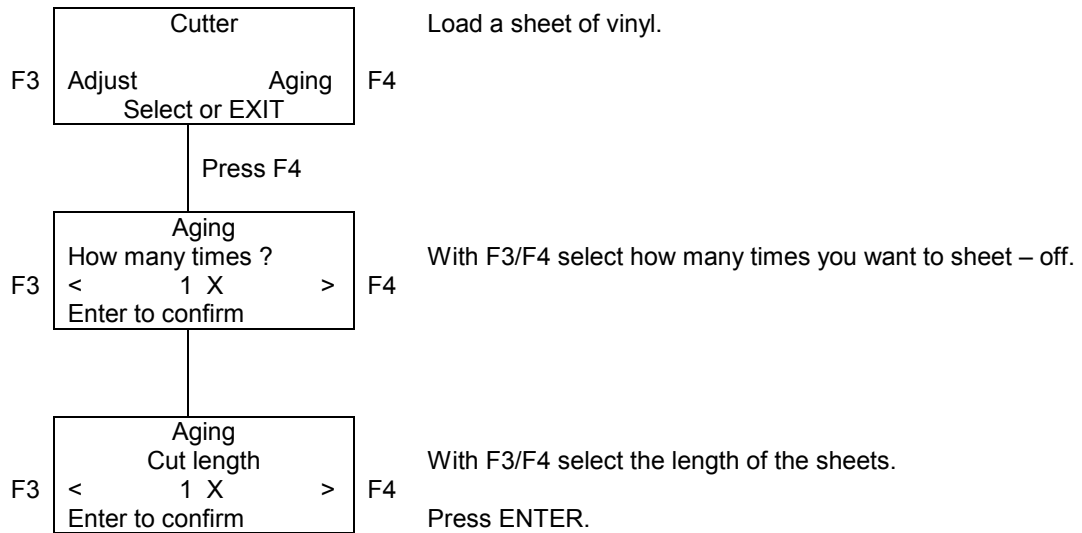 Cutter Load a sheet of vinyl.
F3 Adjust Aging F4
Select or EXIT
Press F4
Aging
How many times ? With F3/F4 select how many times you want to sheet – off.
F3 < 1 X > F4
Enter to confirm
Aging
Cut length With F3/F4 select the length of the sheets.
F3 < 1 X > F4
Enter to confirm Press ENTER.